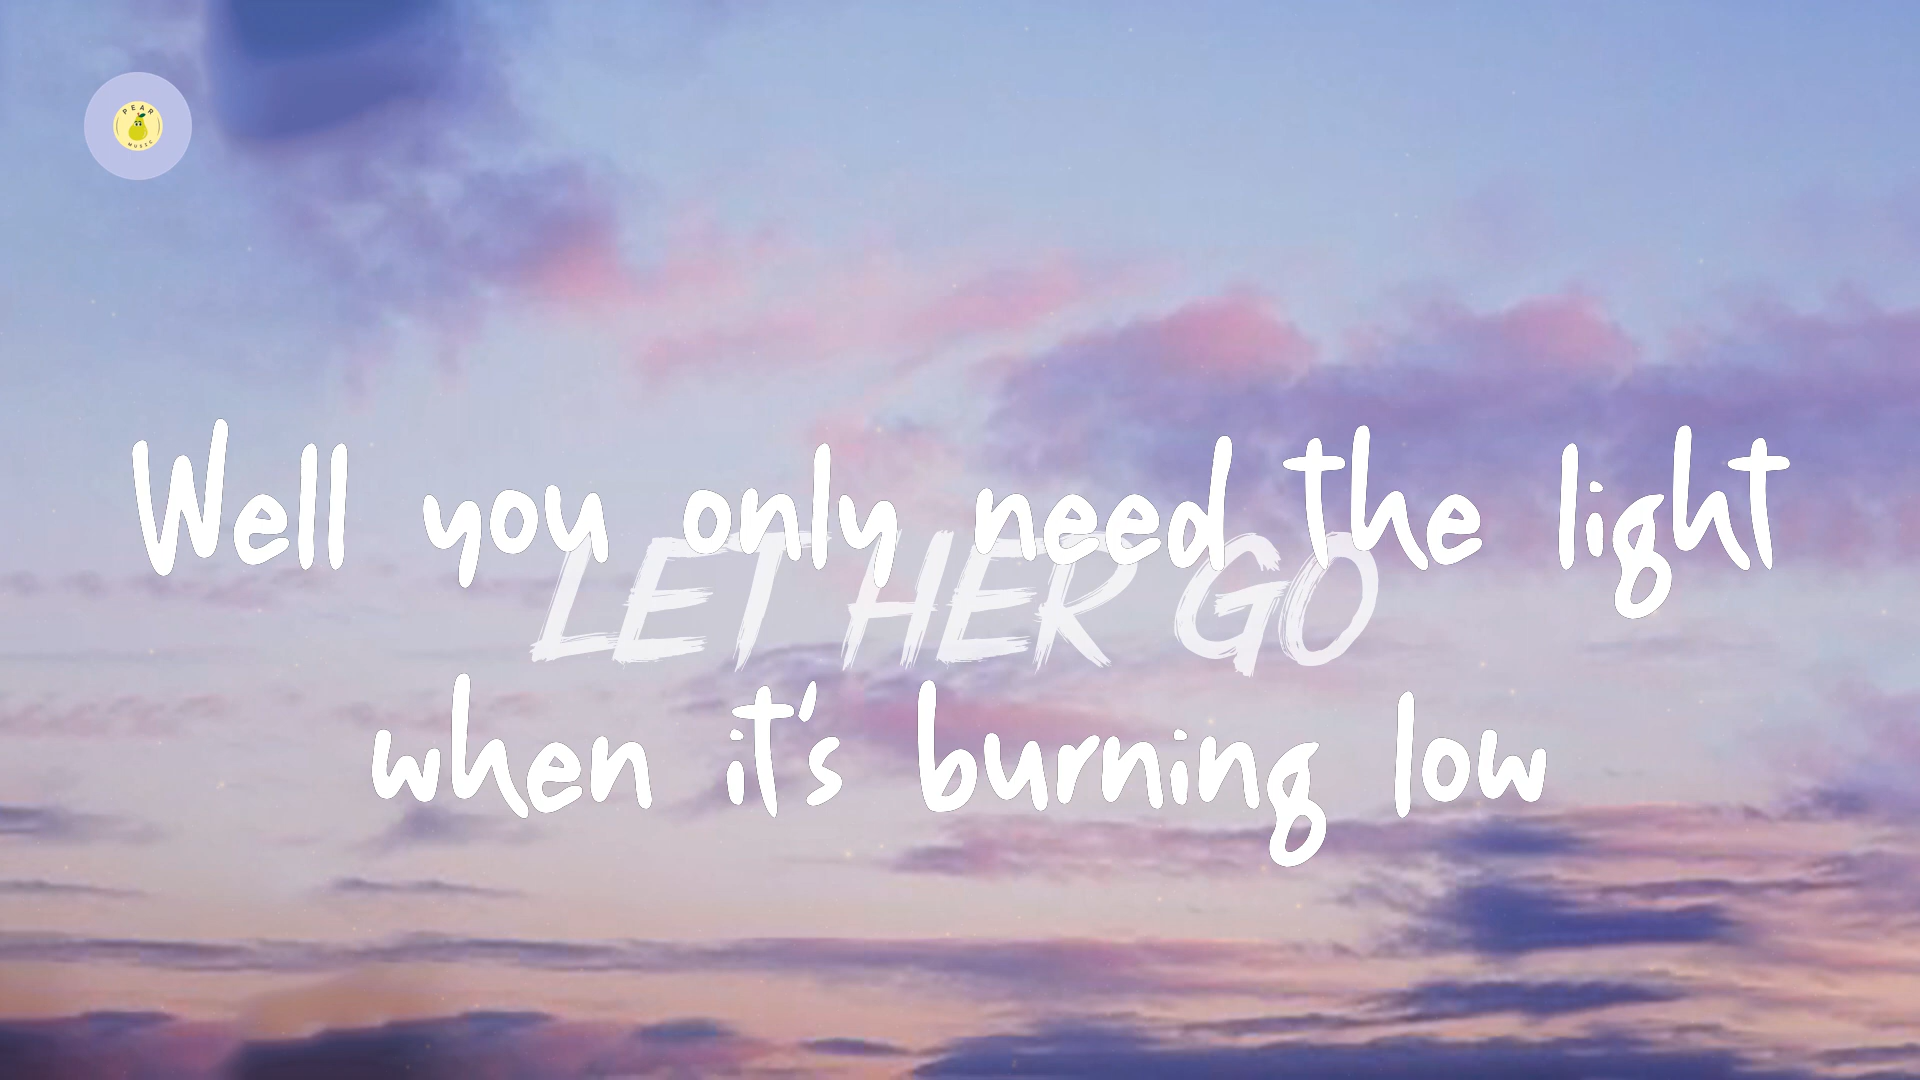 PEAR
MUSIC
Well you only need the light
LET HER GO
when it's burning low